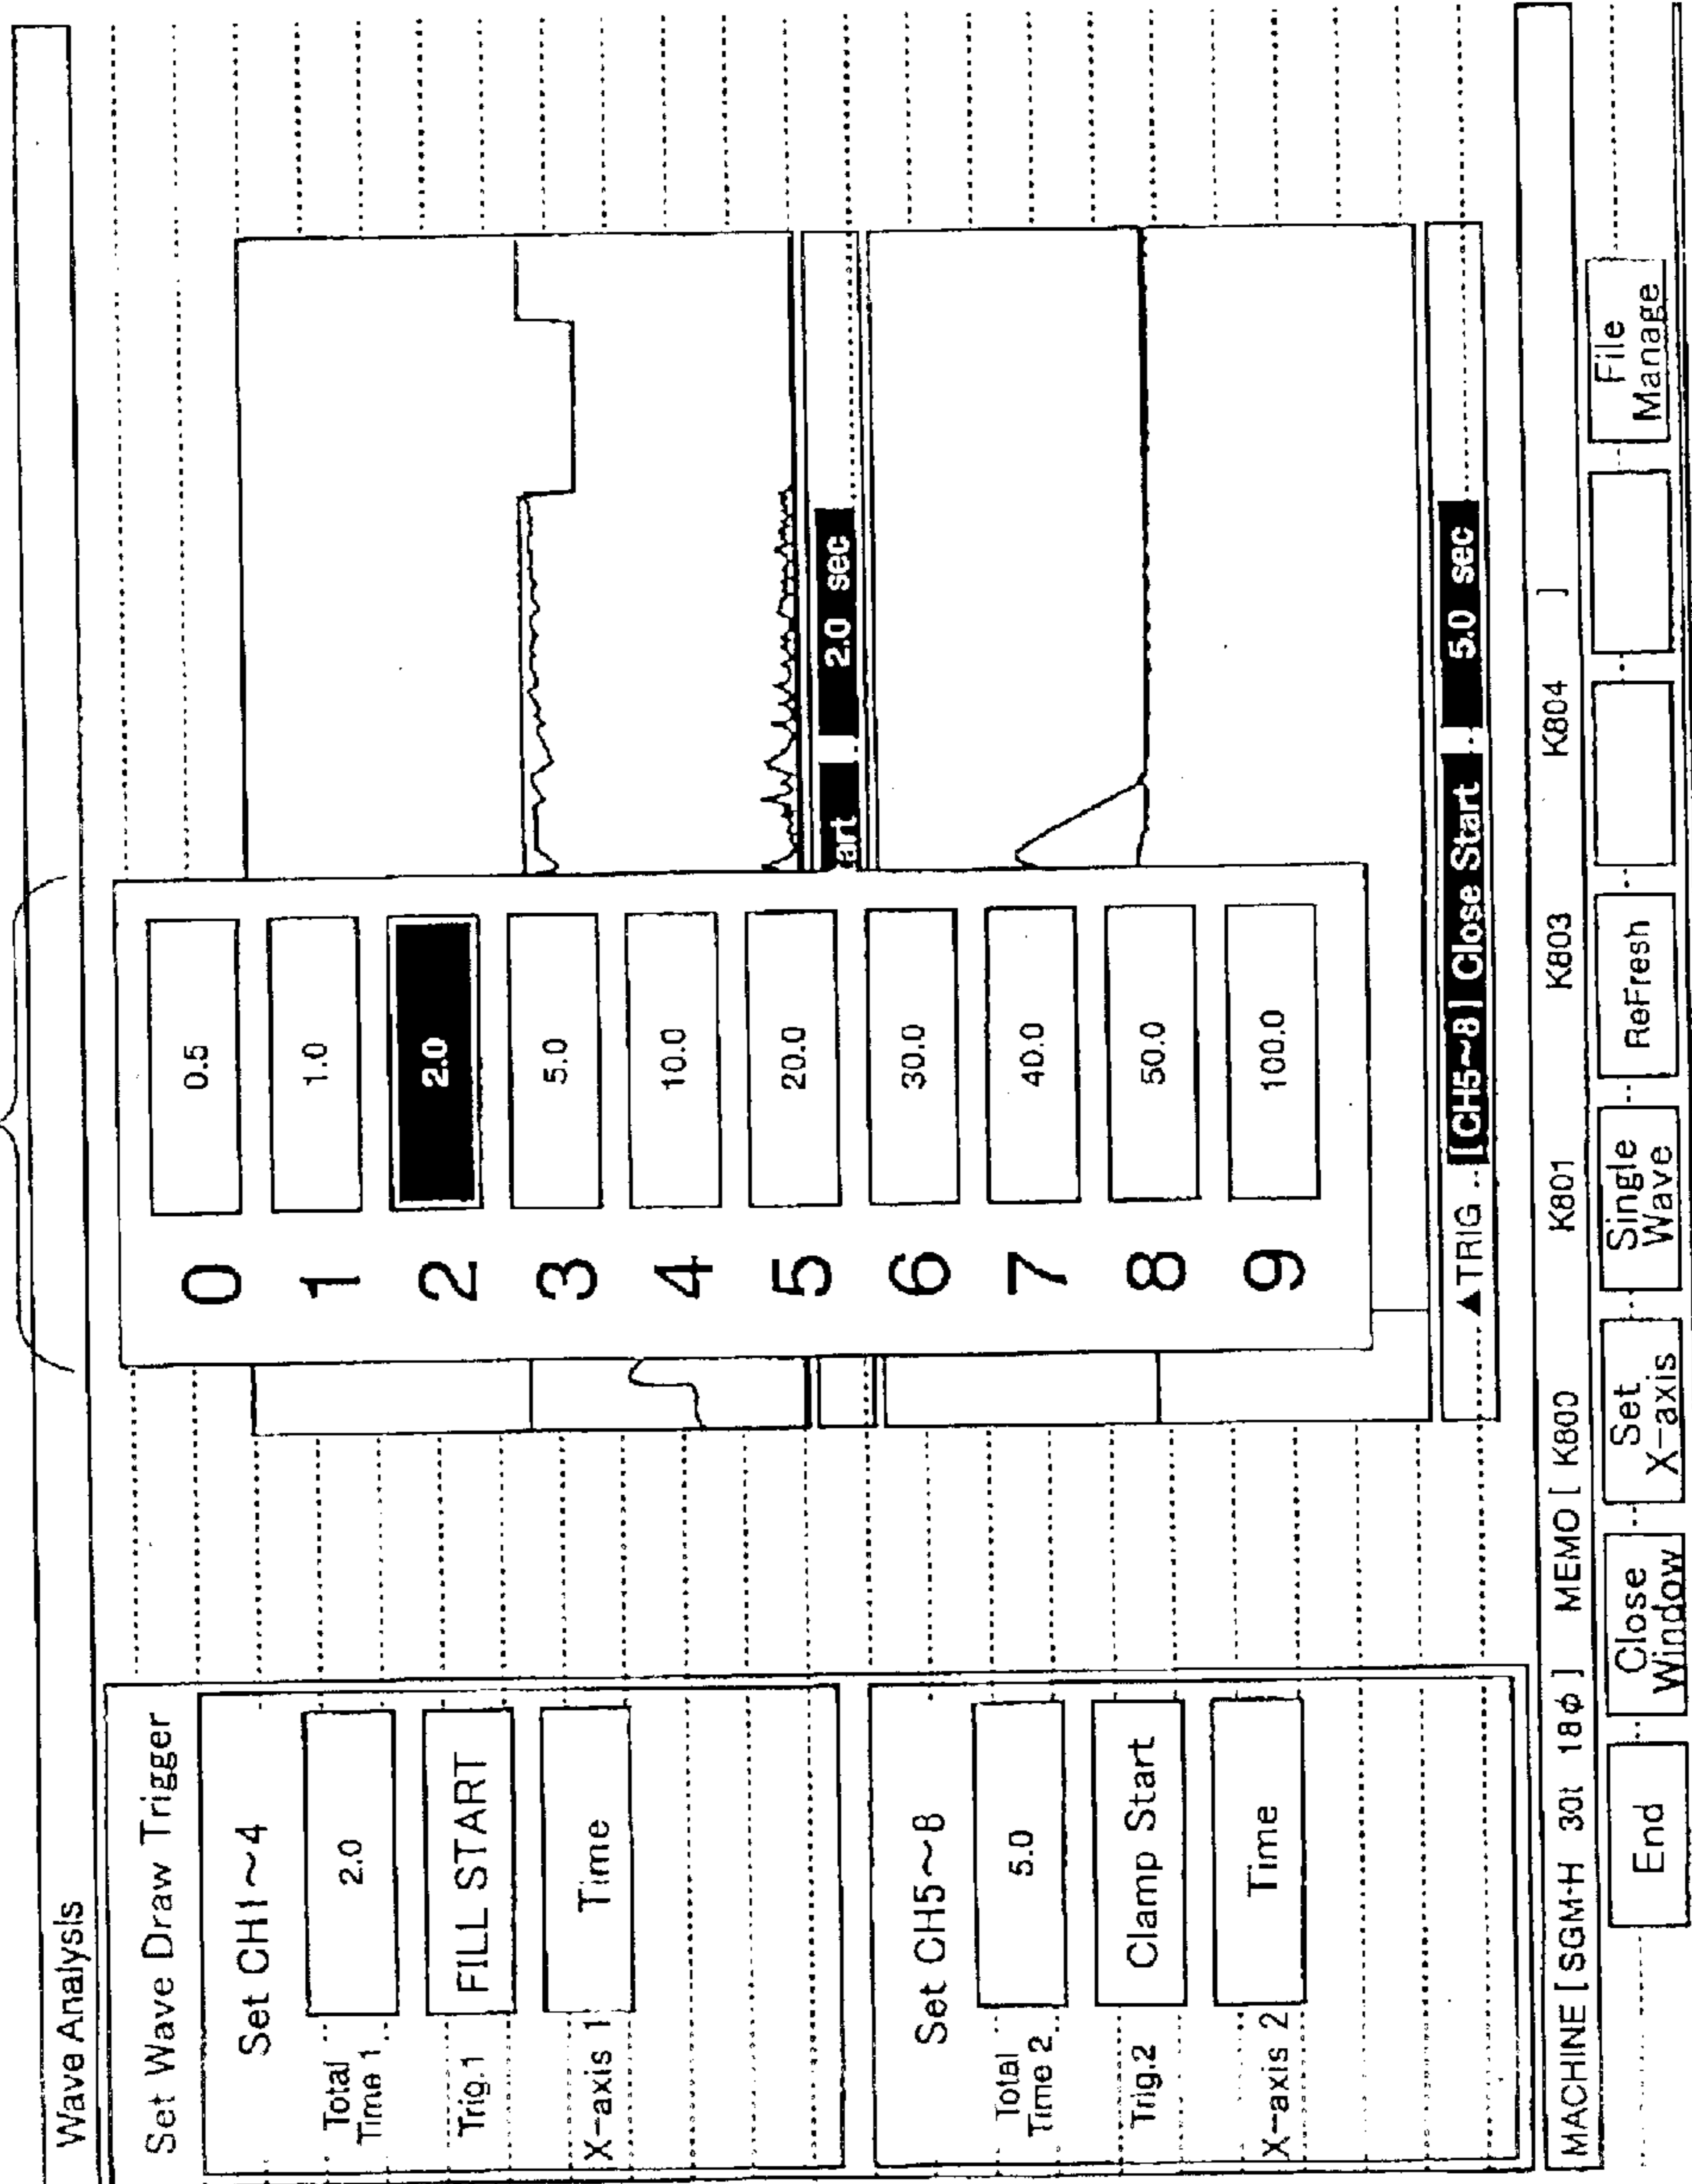 Wave Analysis
Set Wave Draw Trigger
Set CH1~4
Total
Time 1
2.0
Trig.1
FILL START
X-axis 1
Time
Set CH5~8
Total
Time 2
5.0
Trig.2
Clamp Start
X-axis 2
Time
0 0.5
1 1.0
2 2.0
3 5.0
4 10.0
5 20.0
6 30.0
7 40.0
8 50.0
9 100.0
art 2.0 sec
▲TRIG [CH5~8] Close Start 5.0 sec
MACHINE [SGM-H 30t 18φ] MEMO [K800 K801 K803 K804 ]
End
Close
Window
Set
X-axis
Single
Wave
ReFresh
File
Manage